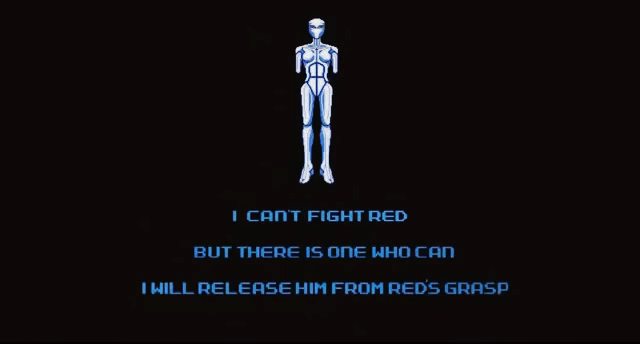 I CAN'T FIGHT RED
BUT THERE IS ONE WHO CAN
I WILL RELEASE HIM FROM RED'S GRASP